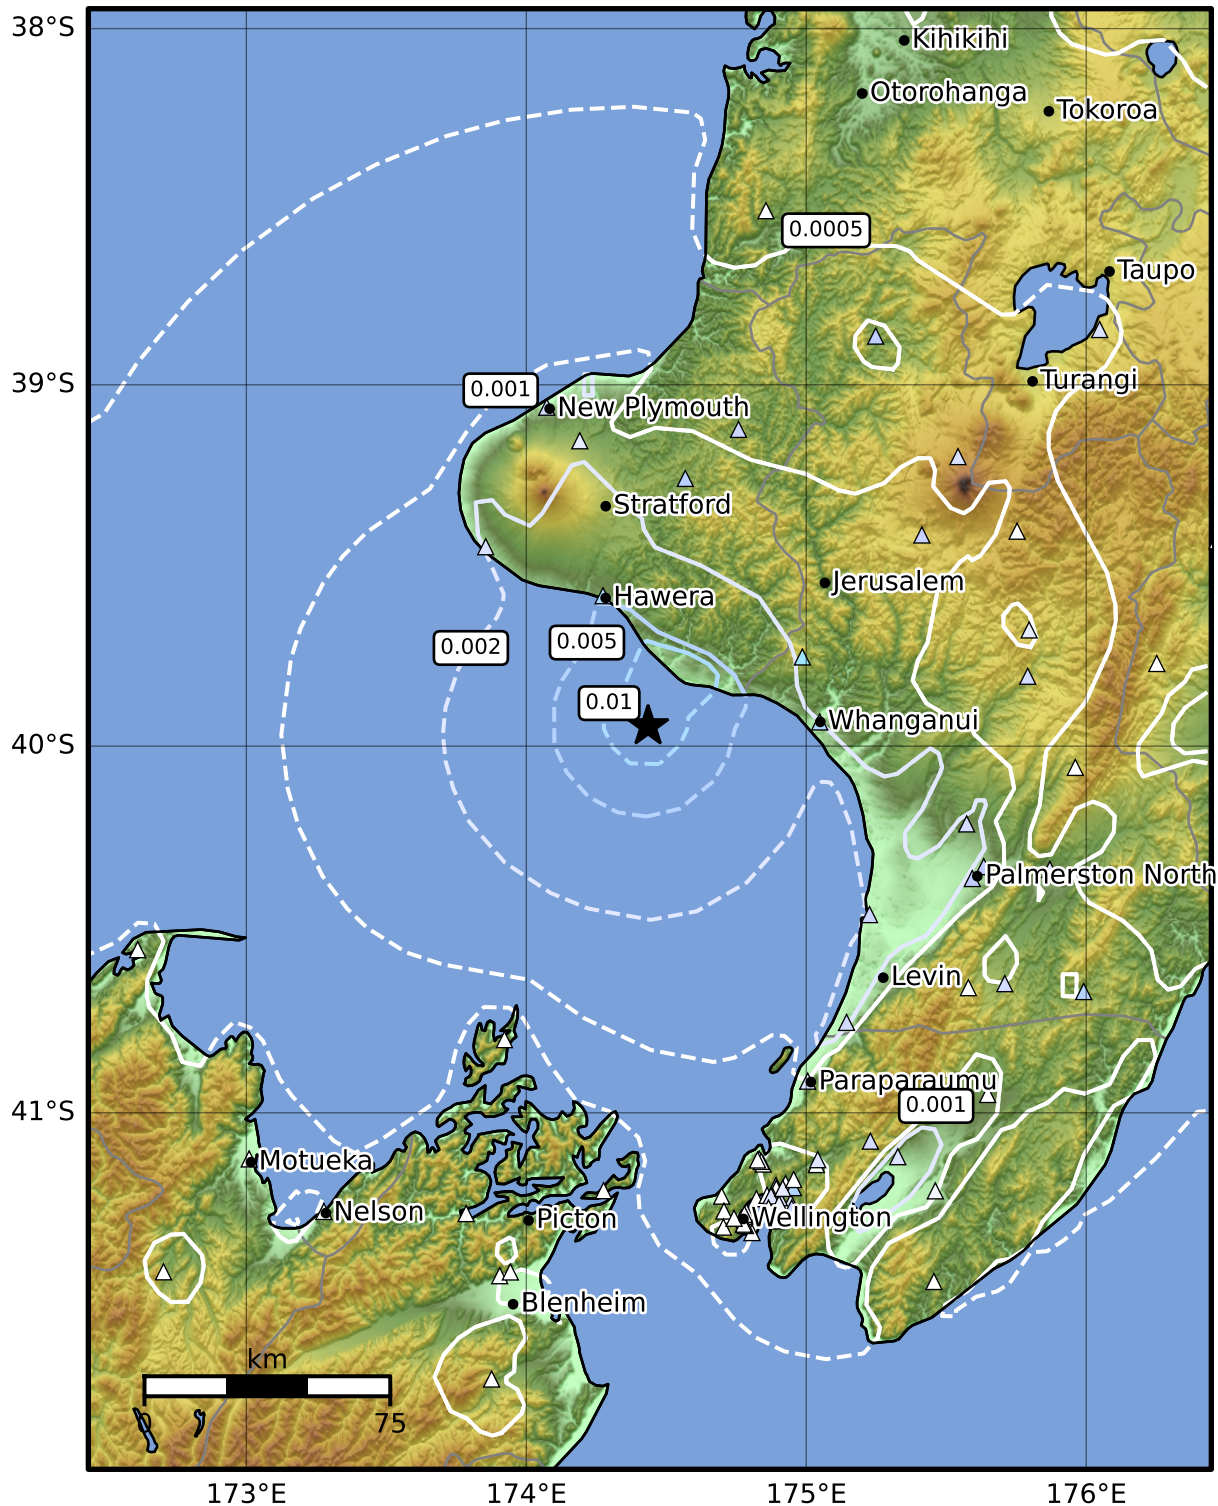 38°S
Kihikihi
Otorohanga
Tokoroa
0.0005
Taupo
39°S
Turangi
0.001
New Plymouth
Stratford
Jerusalem
Hawera
0.002
0.005
0.01
Whanganui
40°S
Palmerston North
Levin
Paraparaumu
0.001
41°S
Motueka
Nelson
Picton
Wellington
Blenheim
km
0
75
173°E
174°E
175°E
176°E